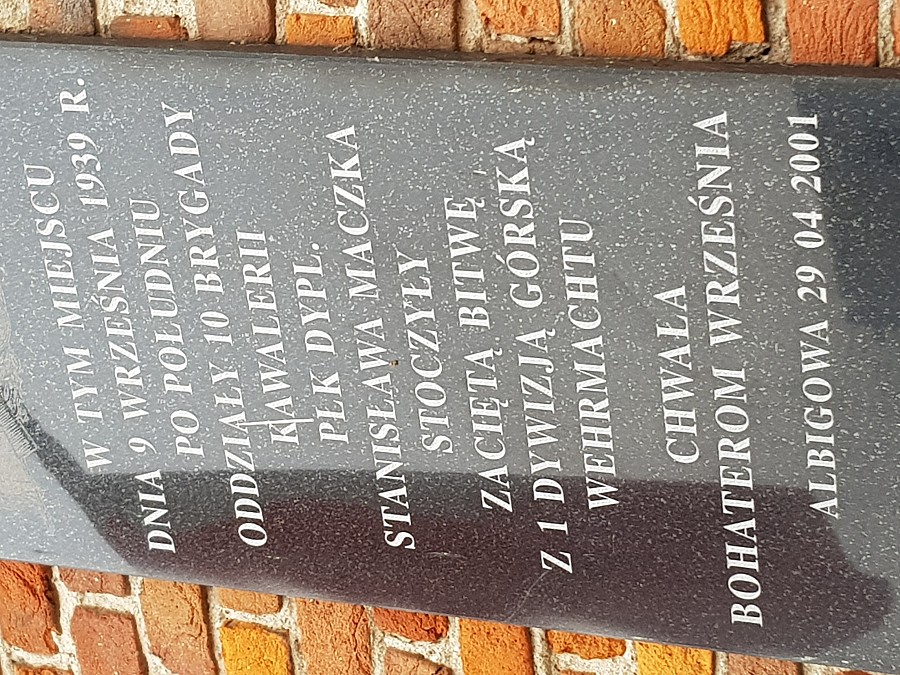 W TYM MIEJSCU
DNIA 9 WRZEŚNIA 1939 R.
PO POŁUDNIU
ODDZIAŁY 10 BRYGADY
KAWALERII
PŁK DYPL.
STANISŁAWA MACZKA
STOCZYŁY
ZACIĘTĄ BITWĘ
Z 1 DYWIZJĄ GÓRSKĄ
WEHRMACHTU
CHWAŁA
BOHATEROM WRZEŚNIA
ALBIGOWA 29 04 2001